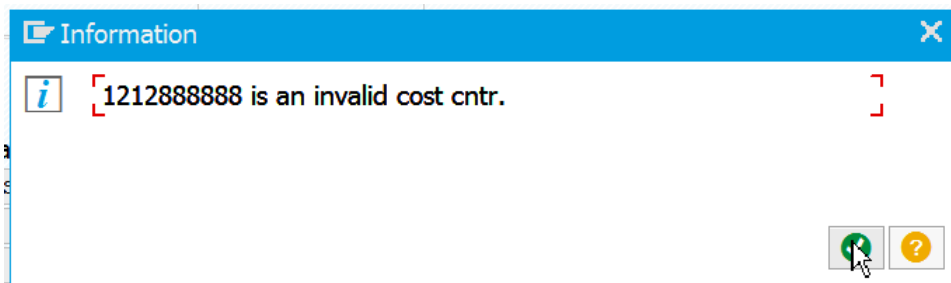 Information
1212888888 is an invalid cost cntr.